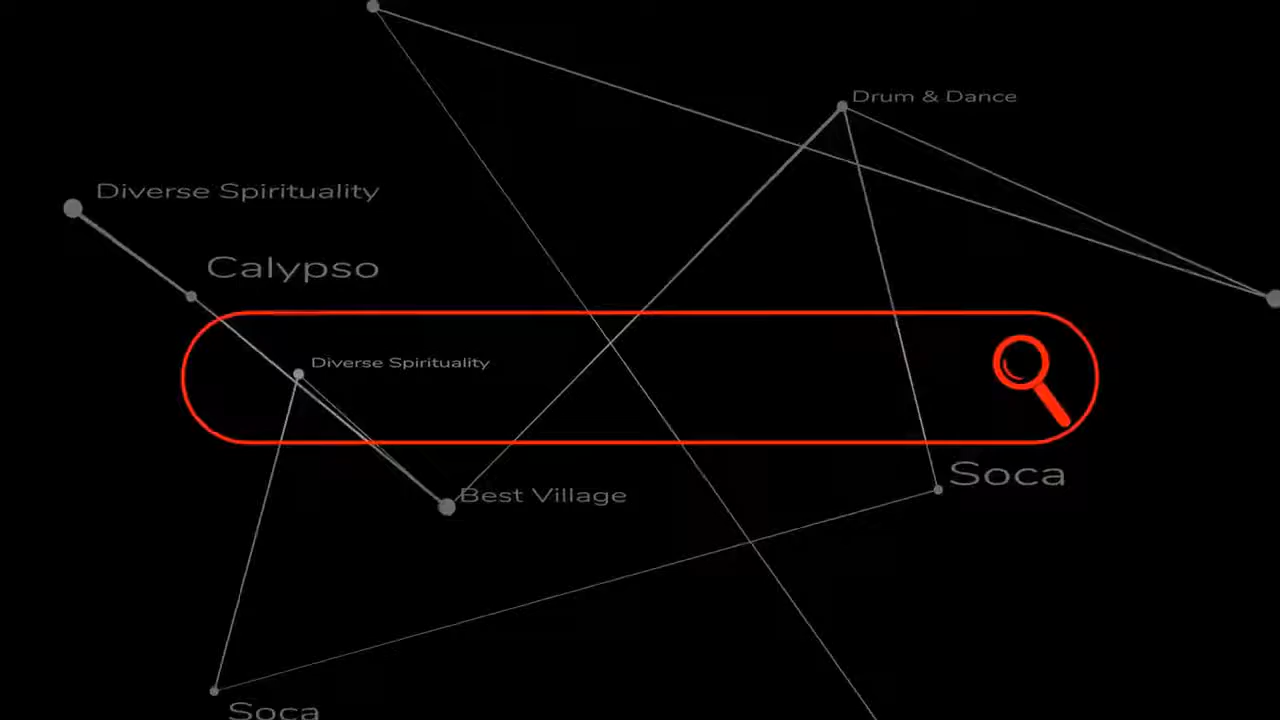 Drum & Dance
Diverse Spirituality
Calypso
Diverse Spirituality
Soca
Best Village
Soca